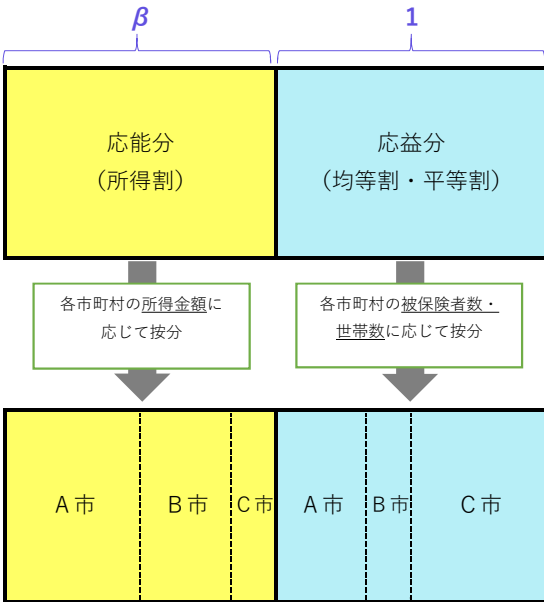 β
1
応能分
（所得割）
応益分
（均等割・平等割）
各市町村の所得金額に
応じて按分
各市町村の被保険者数・
世帯数に応じて按分
A市
B市
C市
A市
B市
C市